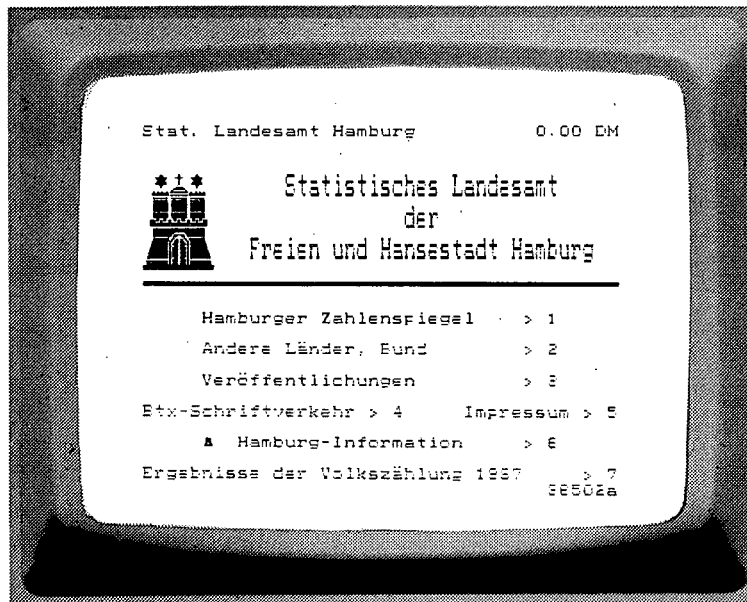 Stat. Landesamt Hamburg 0.00 DM
Statistisches Landesamt
der
Freien und Hansestadt Hamburg
Hamburger Zahlenspiegel > 1
Andere Länder, Bund > 2
Veröffentlichungen > 3
Btx-Schriftverkehr > 4 Impressum > 5
Hamburg-Information > 6
Ergebnisse der Volkszählung 1987 > 7